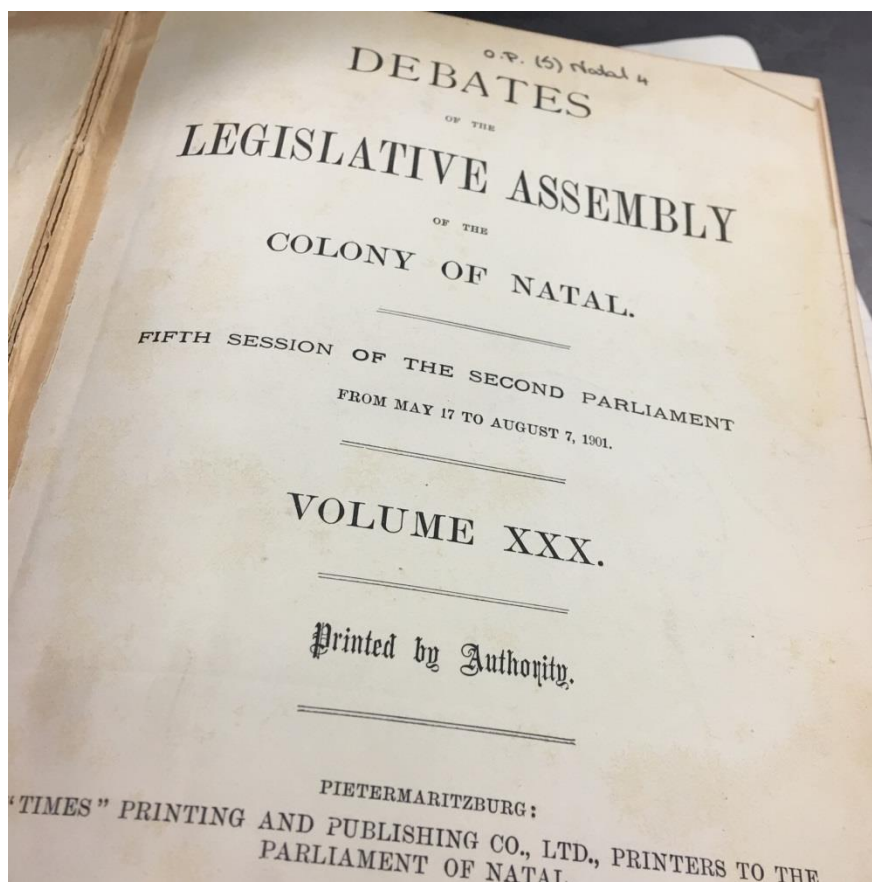 O.P. (S) Natal 4
DEBATES
OF THE
LEGISLATIVE ASSEMBLY
OF THE
COLONY OF NATAL.
FIFTH SESSION OF THE SECOND PARLIAMENT
FROM MAY 17 TO AUGUST 7, 1901.
VOLUME XXX.
Printed by Authority.
PIETERMARITZBURG:
"TIMES" PRINTING AND PUBLISHING CO., LTD., PRINTERS TO THE
PARLIAMENT OF NATAL